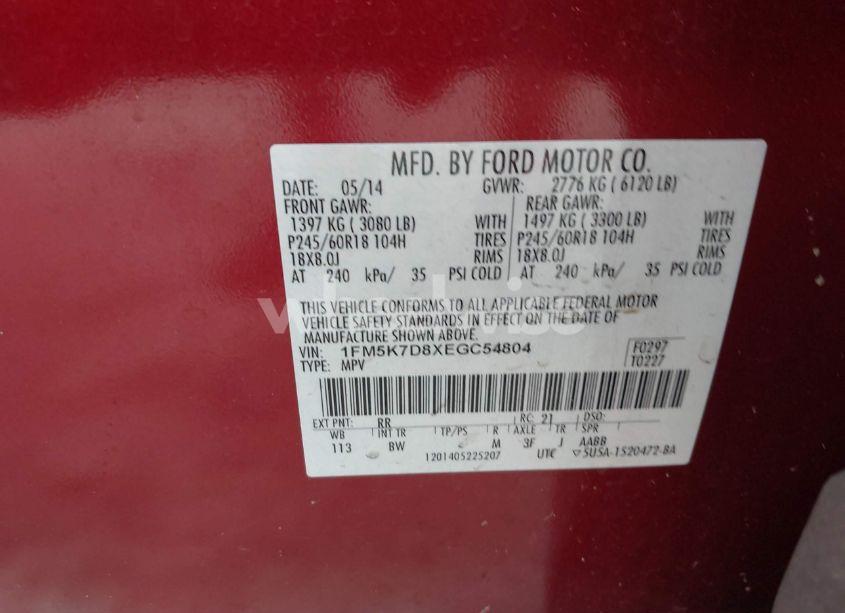 MFD. BY FORD MOTOR CO.
DATE: 05/14 GVWR: 2776 KG ( 6120 LB)
FRONT GAWR: REAR GAWR:
1397 KG ( 3080 LB) WITH 1497 KG ( 3300 LB) WITH
P245/60R18 104H TIRES P245/60R18 104H TIRES
18X8.0J RIMS 18X8.0J RIMS
AT 240 kPa/ 35 PSI COLD AT 240 kPa/ 35 PSI COLD
THIS VEHICLE CONFORMS TO ALL APPLICABLE FEDERAL MOTOR
VEHICLE SAFETY STANDARDS IN EFFECT ON THE DATE OF
MANUFACTURE SHOWN ABOVE.
VIN: 1FM5K7D8XEGC54804 F0297
TYPE: MPV T0227
EXT PNT: RR RC: 21 DSO:
WB INT TR TP/PS R AXLE TR SPR
113 BW M 3F J AABB
1201405225207 UTC 5U5A-1520472-BA